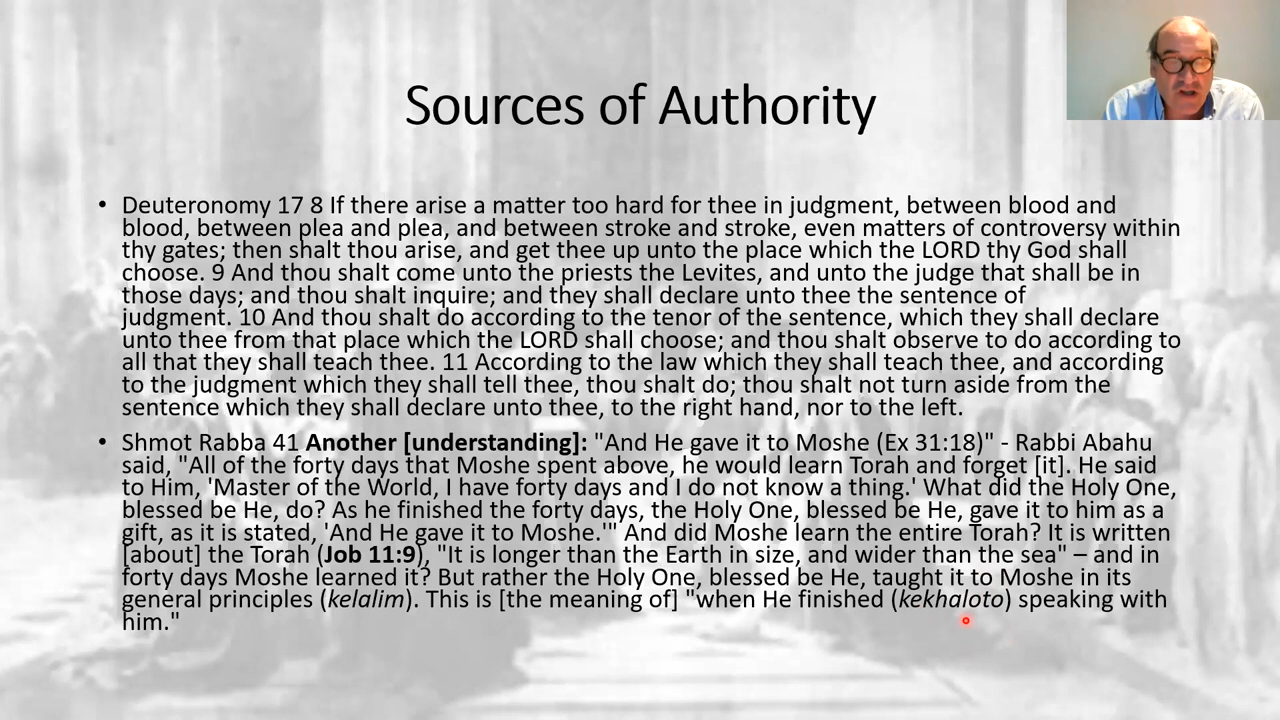 Sources of Authority
• Deuteronomy 17 8 If there arise a matter too hard for thee in judgment, between blood and
blood, between plea and plea, and between stroke and stroke, even matters of controversy within
thy gates; then shalt thou arise, and get thee up unto the place which the LORD thy God shall
choose. 9 And thou shalt come unto the priests the Levites, and unto the judge that shall be in
those days; and thou shalt inquire; and they shall declare unto thee the sentence of
judgment. 10 And thou shalt do according to the tenor of the sentence, which they shall declare
unto thee from that place which the LORD shall choose; and thou shalt observe to do according to
all that they shall teach thee. 11 According to the law which they shall teach thee, and according
to the judgment which they shall tell thee, thou shalt do; thou shalt not turn aside from the
sentence which they shall declare unto thee, to the right hand, nor to the left.
• Shmot Rabba 41 Another [understanding]: "And He gave it to Moshe (Ex 31:18)" - Rabbi Abahu
said, "All of the forty days that Moshe spent above, he would learn Torah and forget [it]. He said
to Him, 'Master of the World, I have forty days and I do not know a thing.' What did the Holy One,
blessed be He, do? As he finished the forty days, the Holy One, blessed be He, gave it to him as a
gift, as it is stated, 'And He gave it to Moshe.'" And did Moshe learn the entire Torah? It is written
[about] the Torah (Job 11:9), "It is longer than the Earth in size, and wider than the sea" – and in
forty days Moshe learned it? But rather the Holy One, blessed be He, taught it to Moshe in its
general principles (kelalim). This is [the meaning of] "when He finished (kekhaloto) speaking with
him."